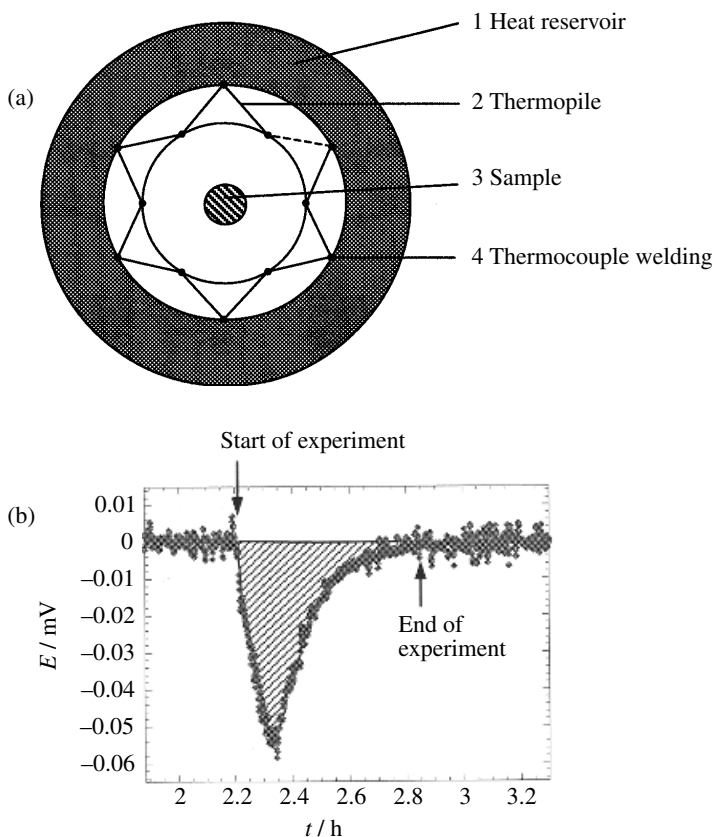 1 Heat reservoir
(a)
2 Thermopile
3 Sample
4 Thermocouple welding
Start of experiment
(b)
0.01
0
–0.01
–0.02
–0.03
–0.04
–0.05
–0.06
E / mV
End of
experiment
2 2.2 2.4 2.6 2.8 3 3.2
t / h